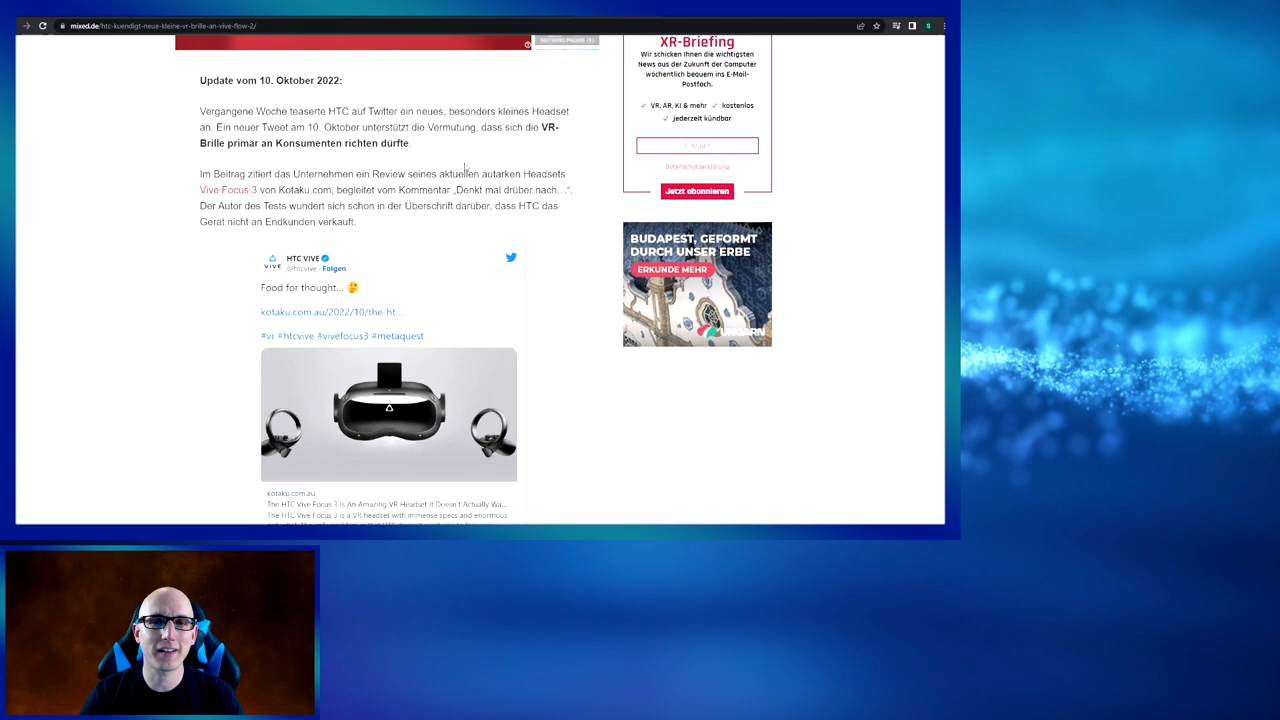 mixed.de/htc-kuendigt-neue-kleine-vr-brille-an-vive-flow-2/
S
NOTHING PHONE (1)
Update vom 10. Oktober 2022:
Vergangene Woche teaserte HTC auf Twitter ein neues, besonders kleines Headset
an. Ein neuer Tweet am 10. Oktober unterstützt die Vermutung, dass sich die VR-
Brille primär an Konsumenten richten dürfte.
Im Beitrag zitiert das Unternehmen ein Review seines aktuellen autarken Headsets
Vive Focus 3 von Kotaku.com, begleitet vom Kommentar „Denkt mal drüber nach…“.
Der Autor des Tests wundert sich schon in der Überschrift darüber, dass HTC das
Gerät nicht an Endkunden verkauft.
VIVE
HTC VIVE
@htcvive · Folgen
Food for thought... 🤔
kotaku.com.au/2022/10/the-ht...
#vr #htcvive #vivefocus3 #metaquest
kotaku.com.au
The HTC Vive Focus 3 Is An Amazing VR Headset It Doesn't Actually Wa...
The HTC Vive Focus 3 is a VR headset with immense specs and enormous
XR-Briefing
Wir schicken Ihnen die wichtigsten
News aus der Zukunft der Computer
wöchentlich bequem ins E-Mail-
Postfach.
✓ VR, AR, KI & mehr ✓ kostenlos
✓ jederzeit kündbar
E-Mail *
Datenschutzerklärung
Jetzt abonnieren
BUDAPEST, GEFORMT
DURCH UNSER ERBE
ERKUNDE MEHR
UNGARN